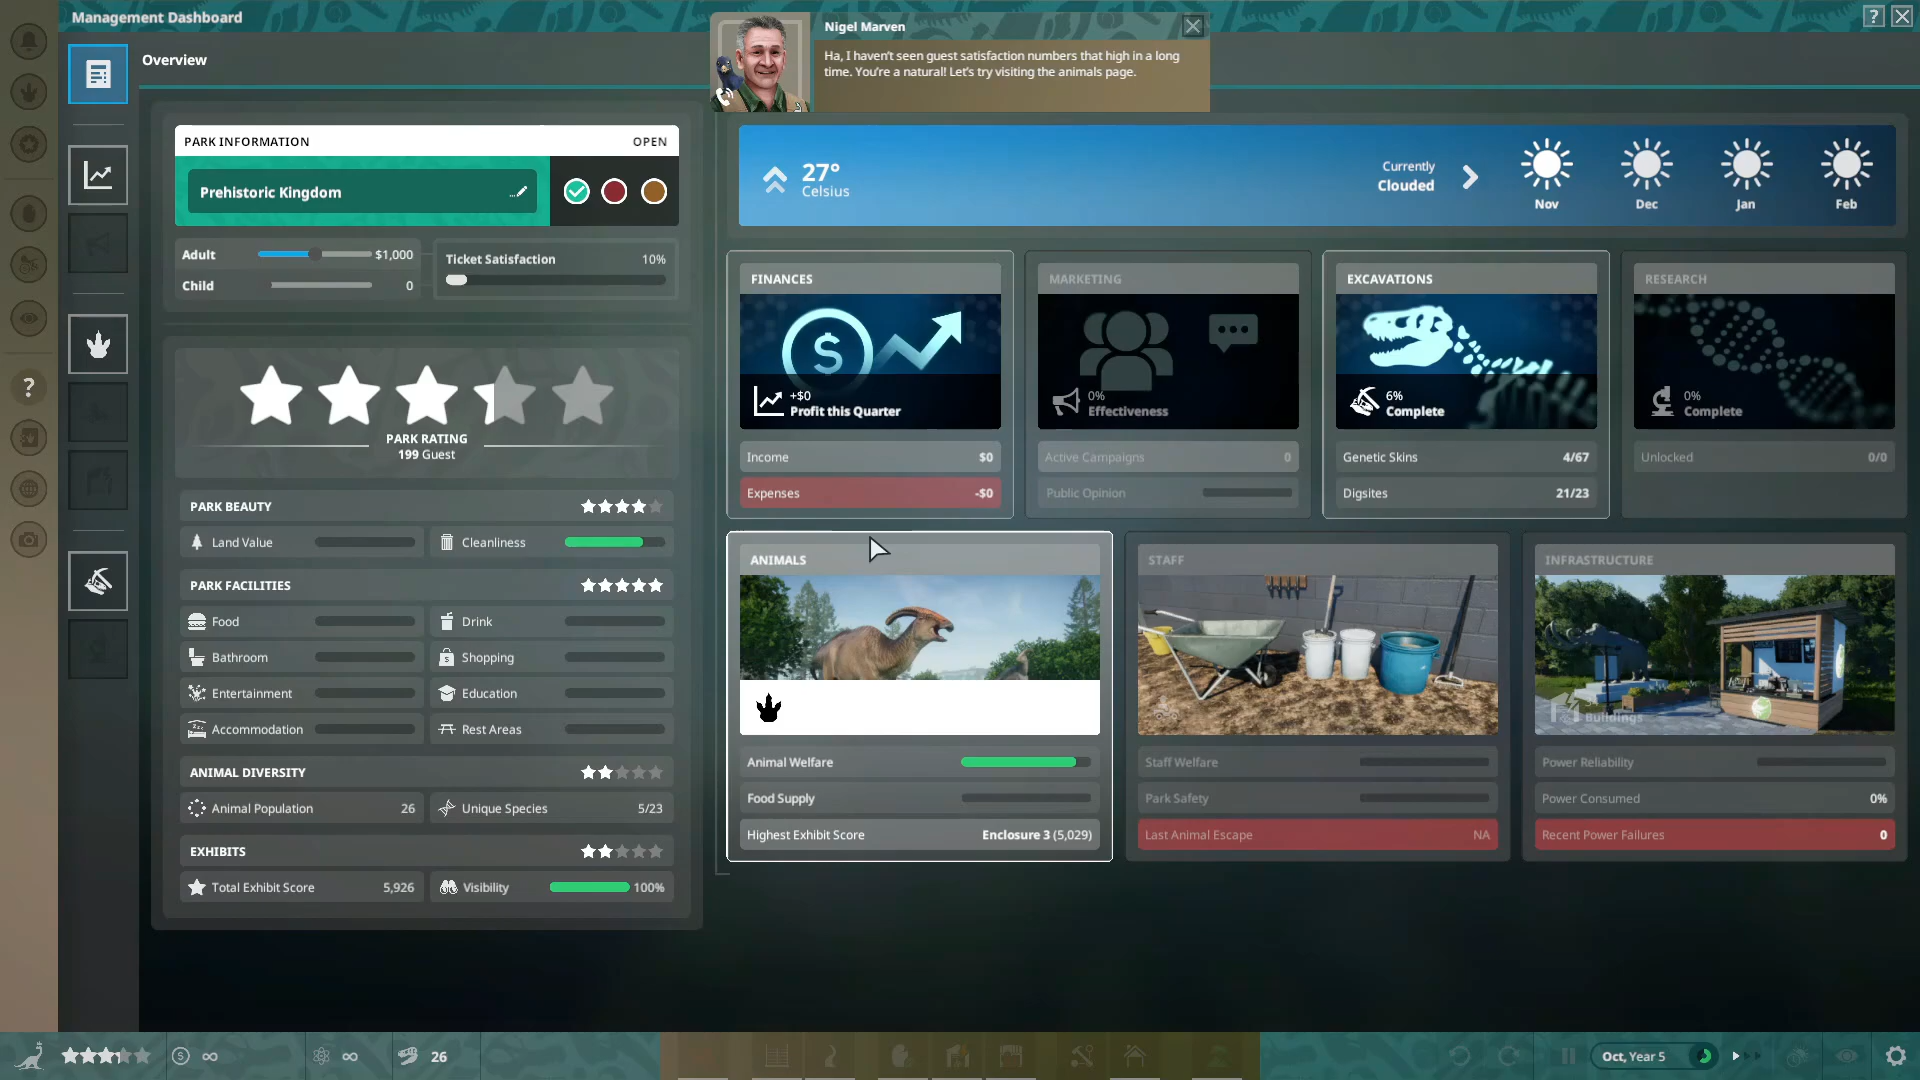 Management Dashboard
Nigel Marven
Ha, I haven't seen guest satisfaction numbers that high in a long
time. You're a natural! Let's try visiting the animals page.
?
Overview
PARK INFORMATION
OPEN
Prehistoric Kingdom
Adult
$1,000
Child
0
Ticket Satisfaction
10%
PARK RATING
199 Guest
PARK BEAUTY
Land Value
Cleanliness
PARK FACILITIES
Food
Drink
Bathroom
Shopping
Entertainment
Education
Accommodation
Rest Areas
ANIMAL DIVERSITY
Animal Population
26
Unique Species
5/23
EXHIBITS
Total Exhibit Score
5,926
Visibility
100%
27°
Celsius
Currently
Clouded
Nov
Dec
Jan
Feb
FINANCES
+$0
Profit this Quarter
Income
$0
Expenses
-$0
MARKETING
0%
Effectiveness
Active Campaigns
0
Public Opinion
EXCAVATIONS
6%
Complete
Genetic Skins
4/67
Digsites
21/23
RESEARCH
0%
Complete
Unlocked
0/0
ANIMALS
Animal Welfare
Food Supply
Highest Exhibit Score
Enclosure 3 (5,029)
STAFF
Staff Welfare
Park Safety
Last Animal Escape
NA
INFRASTRUCTURE
Buildings
Power Reliability
Power Consumed
0%
Recent Power Failures
0
?
∞
∞
26
Oct, Year 5